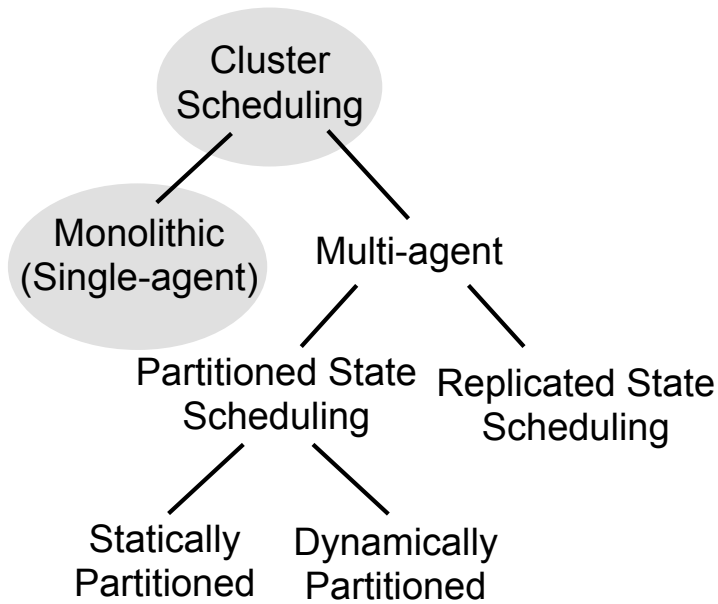 Cluster
Scheduling
Monolithic
(Single-agent)
Multi-agent
Partitioned State
Scheduling
Replicated State
Scheduling
Statically
Partitioned
Dynamically
Partitioned